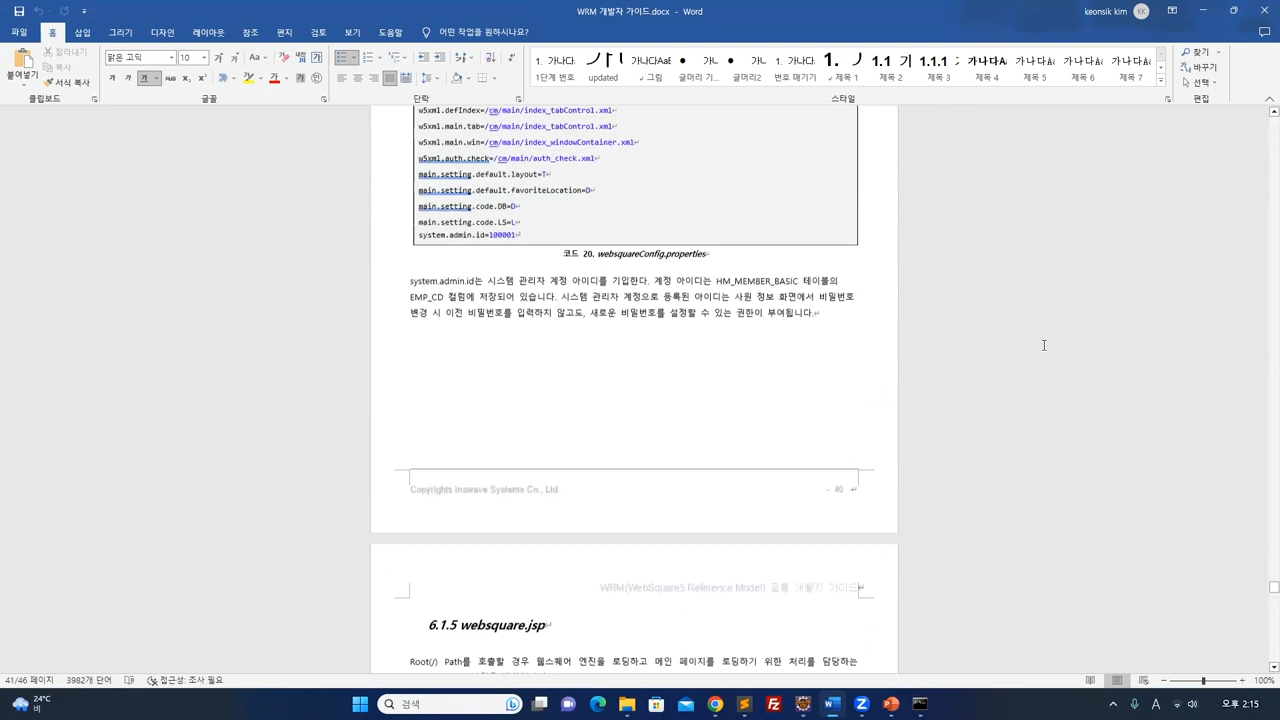 WRM 개발자 가이드.docx - Word
keonsik kim
KK
파일
홈
삽입
그리기
디자인
레이아웃
참조
편지
검토
보기
도움말
어떤 작업을 원하시나요?
붙여넣기
잘라내기
복사
서식 복사
클립보드
맑은 고딕
10
글꼴
단락
1단계 번호
updated
그림
글머리 기...
글머리...
번호 매기기
제목 1
제목 2
제목 3
제목 4
제목 5
제목 6
제목 7
스타일
찾기
바꾸기
선택
편집
w5xml.defIndex=/cm/main/index_tabControl.xml
w5xml.main.tab=/cm/main/index_tabControl.xml
w5xml.main.win=/cm/main/index_windowContainer.xml
w5xml.auth.check=/cm/main/auth_check.xml
main.setting.default.layout=T
main.setting.default.favoriteLocation=D
main.setting.code.DB=D
main.setting.code.LS=L
system.admin.id=100001
코드 20. websquareConfig.properties
system.admin.id는 시스템 관리자 계정 아이디를 기입한다. 계정 아이디는 HM_MEMBER_BASIC 테이블의
EMP_CD 컬럼에 저장되어 있습니다. 시스템 관리자 계정으로 등록된 아이디는 사원 정보 화면에서 비밀번호
변경 시 이전 비밀번호를 입력하지 않고도, 새로운 비밀번호를 설정할 수 있는 권한이 부여됩니다.
Copyrights Inswave Systems Co., Ltd.
- 40 -
WRM(WebSquare5 Reference Model) 공통 개발자 가이드
6.1.5 websquare.jsp
Root(/) Path를 호출할 경우 웹스퀘어 엔진을 로딩하고 메인 페이지를 로딩하기 위한 처리를 담당하는
41/46 페이지
3982개 단어
접근성: 조사 필요
100%
24°C
비
검색
A
오후 2:15